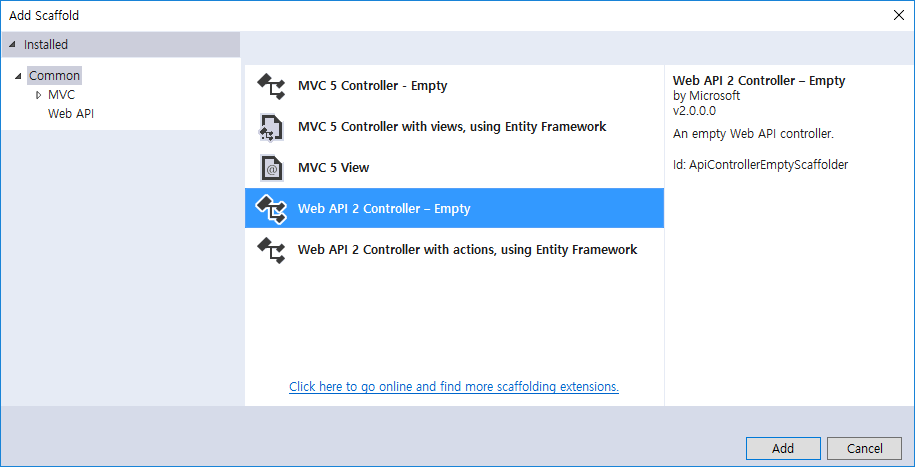 Add Scaffold
Installed
Common
MVC
Web API
MVC 5 Controller - Empty
MVC 5 Controller with views, using Entity Framework
MVC 5 View
Web API 2 Controller – Empty
Web API 2 Controller with actions, using Entity Framework
Click here to go online and find more scaffolding extensions.
Web API 2 Controller – Empty
by Microsoft
v2.0.0.0
An empty Web API controller.
Id: ApiControllerEmptyScaffolder
Add
Cancel